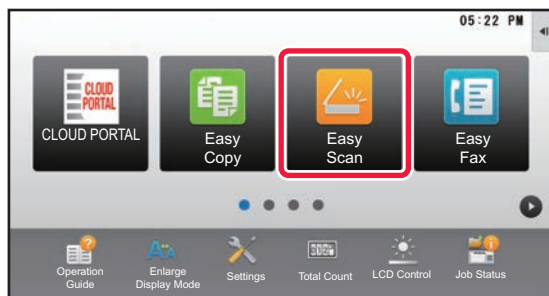 05:22 PM
CLOUD
PORTAL
CLOUD PORTAL
Easy
Copy
Easy
Scan
Easy
Fax
Operation
Guide
Enlarge
Display Mode
Settings
Total Count
LCD Control
Job Status